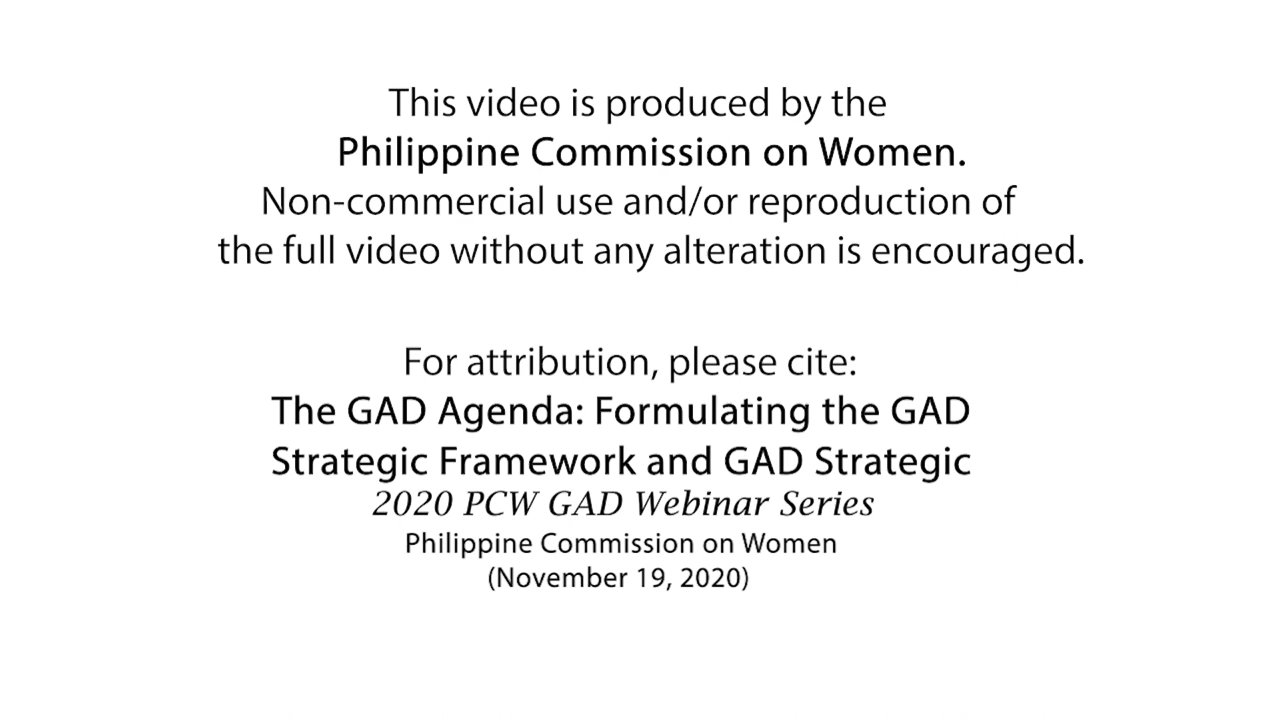 This video is produced by the
Philippine Commission on Women.
Non-commercial use and/or reproduction of
the full video without any alteration is encouraged.
For attribution, please cite:
The GAD Agenda: Formulating the GAD
Strategic Framework and GAD Strategic
2020 PCW GAD Webinar Series
Philippine Commission on Women
(November 19, 2020)